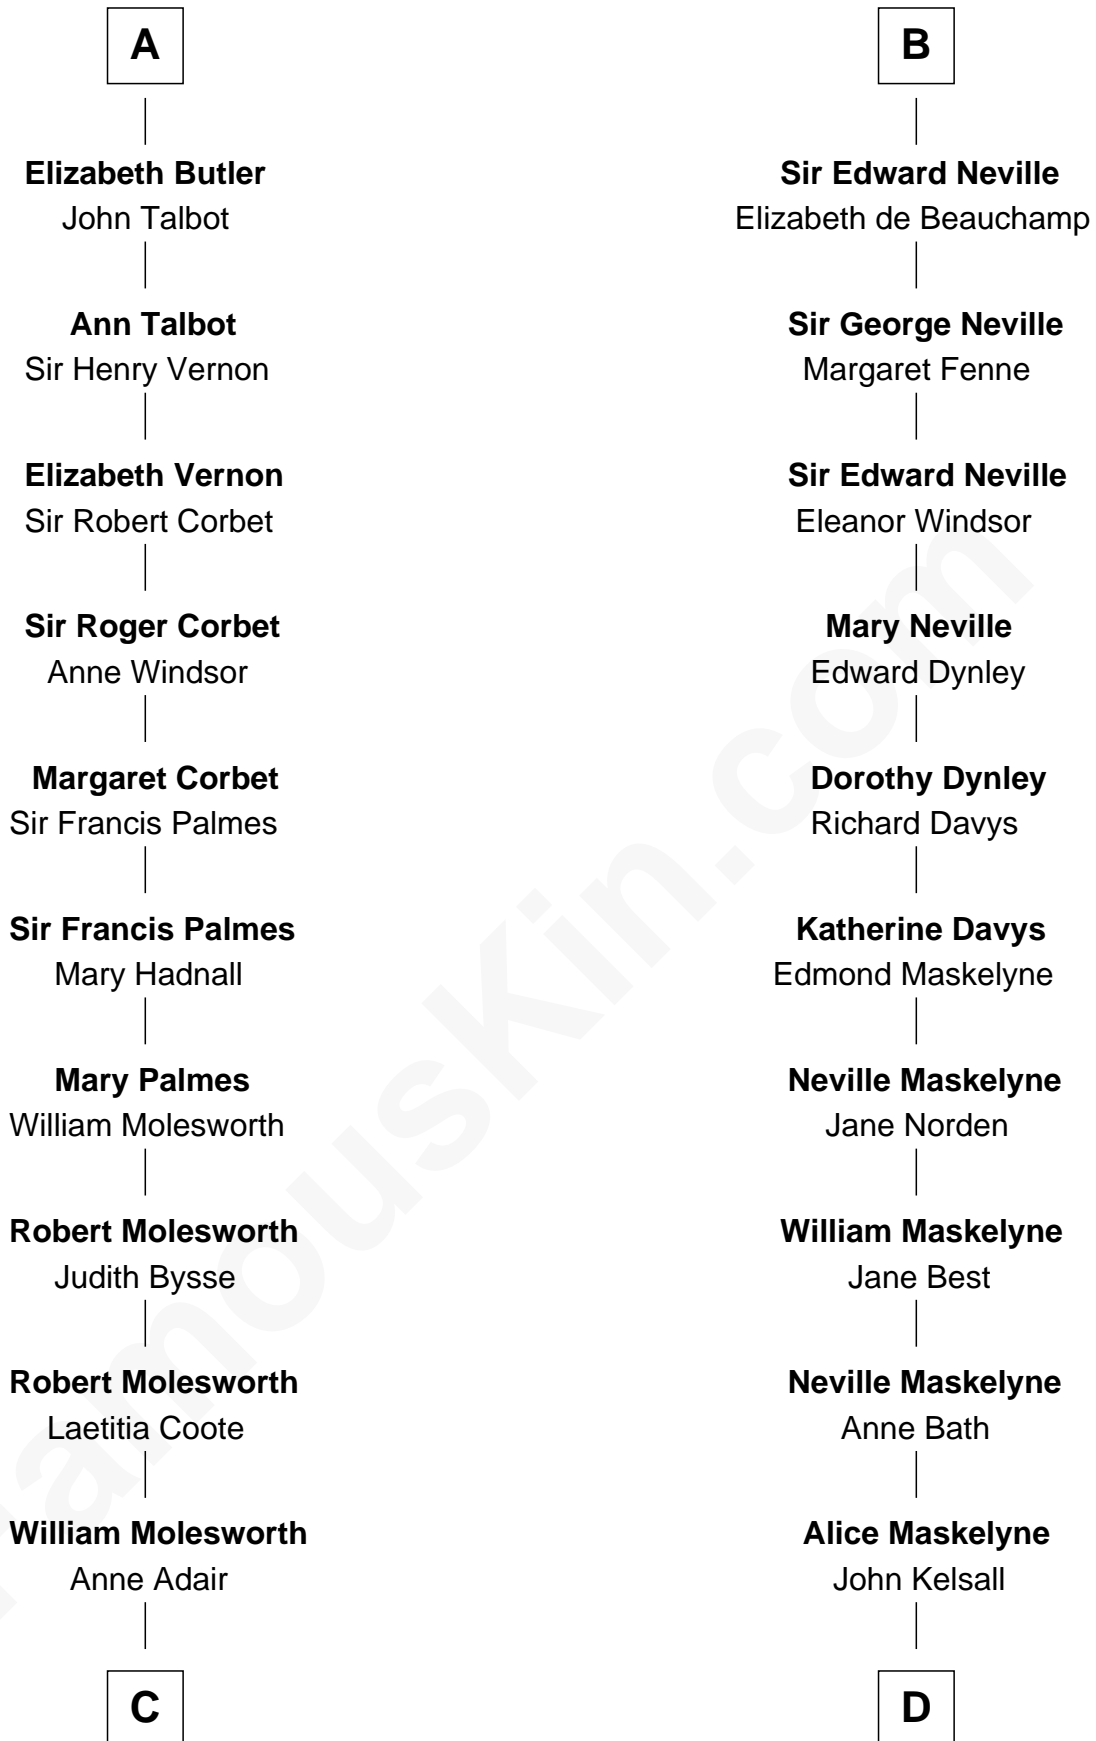 A
Elizabeth Butler
John Talbot
Ann Talbot
Sir Henry Vernon
Elizabeth Vernon
Sir Robert Corbet
Sir Roger Corbet
Anne Windsor
Margaret Corbet
Sir Francis Palmes
Sir Francis Palmes
Mary Hadnall
Mary Palmes
William Molesworth
Robert Molesworth
Judith Bysse
Robert Molesworth
Laetitia Coote
William Molesworth
Anne Adair
C
B
Sir Edward Neville
Elizabeth de Beauchamp
Sir George Neville
Margaret Fenne
Sir Edward Neville
Eleanor Windsor
Mary Neville
Edward Dynley
Dorothy Dynley
Richard Davys
Katherine Davys
Edmond Maskelyne
Neville Maskelyne
Jane Norden
William Maskelyne
Jane Best
Neville Maskelyne
Anne Bath
Alice Maskelyne
John Kelsall
D
FamousKin.com